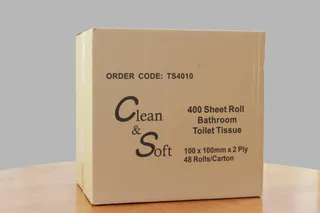 ORDER CODE: TS4010
Clean
&
Soft
400 Sheet Roll
Bathroom
Toilet Tissue
100 x 100mm x 2 Ply
48 Rolls/Carton